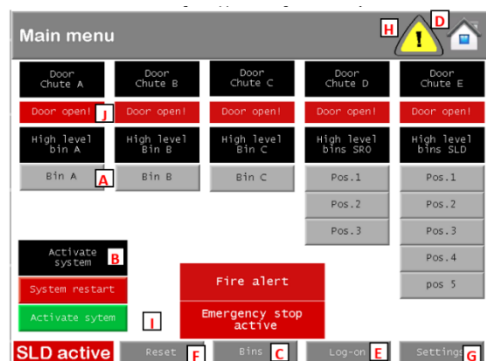 Main menu
H
D
Door
Chute A
Door
Chute B
Door
Chute C
Door
Chute D
Door
Chute E
Door open!
J
Door open!
Door open!
Door open!
Door open!
High level
bin A
High level
Bin B
High level
Bin C
High level
bins SRO
High level
bins SLD
Bin A
A
Bin B
Bin C
Pos.1
Pos.1
Pos.2
Pos.2
Pos.3
Pos.3
Pos.4
pos 5
Activate
system
B
System restart
Activate sytem
I
Fire alert
Emergency stop
active
SLD active
Reset
F
Bins
C
Log-on
E
Settings
G